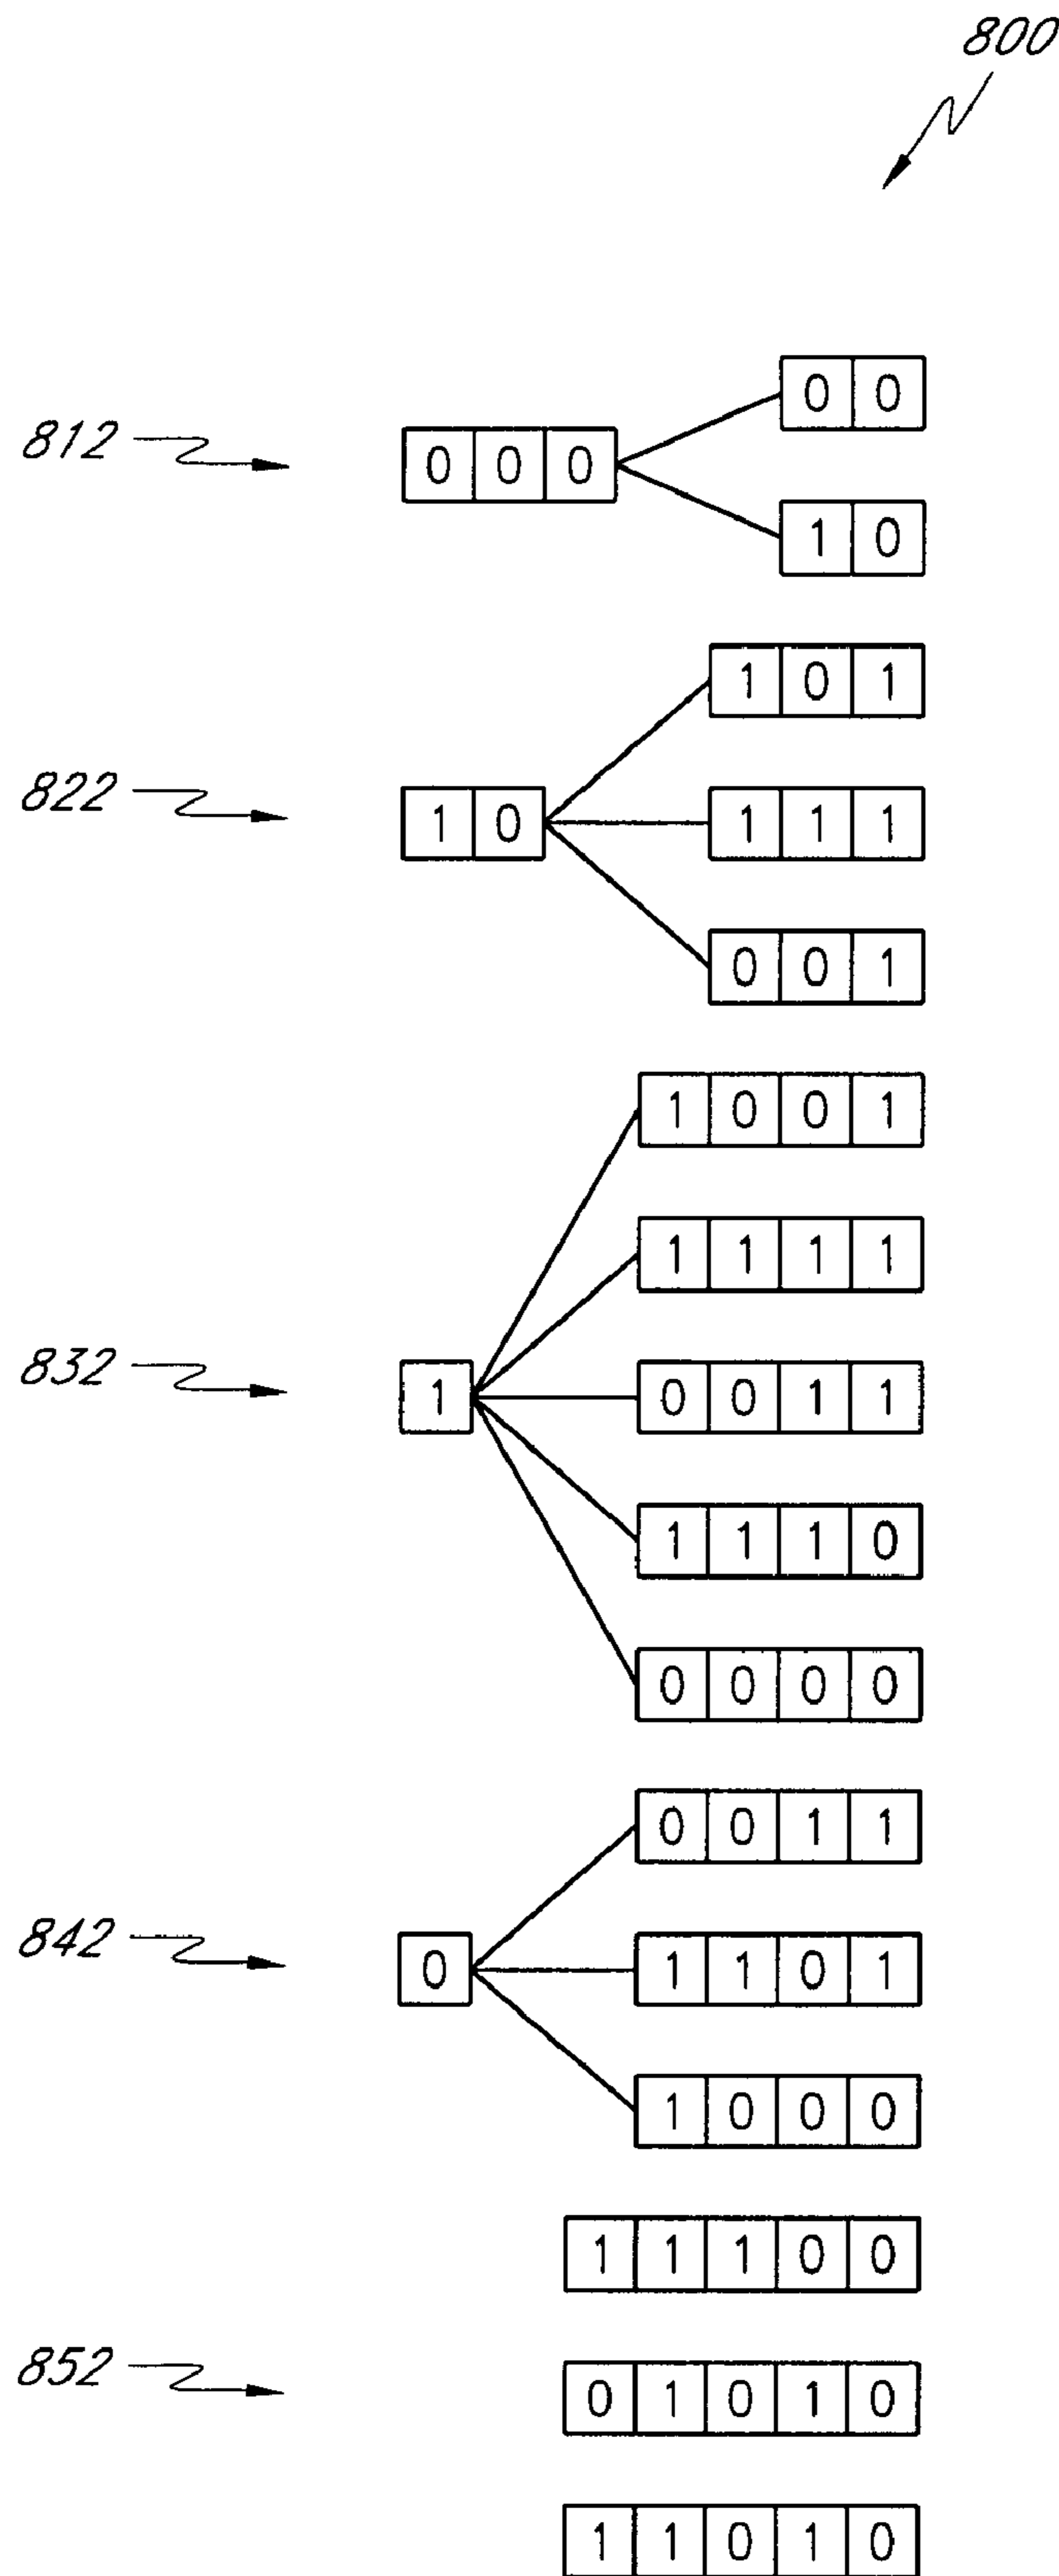 800
0 0
812 0 0 0
1 0
1 0 1
822 1 0 1 1 1
0 0 1
1 0 0 1
1 1 1 1
832 1 0 0 1 1
1 1 1 0
0 0 0 0
0 0 1 1
842 0 1 1 0 1
1 0 0 0
1 1 1 0 0
852 0 1 0 1 0
1 1 0 1 0